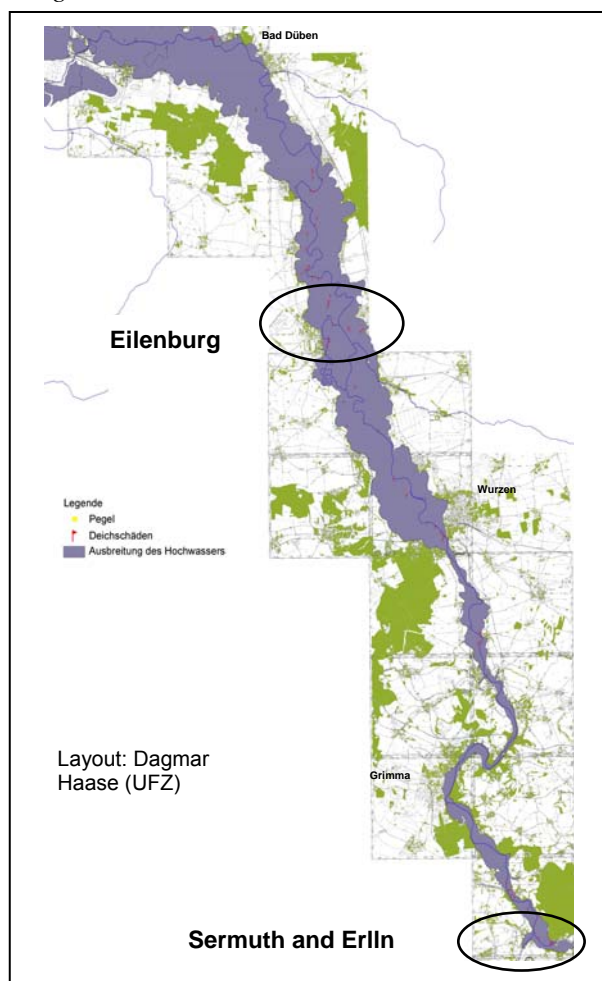 Bad Düben
Eilenburg
Wurzen
Legende
Pegel
Deichschäden
Ausbreitung des Hochwassers
Layout: Dagmar
Haase (UFZ)
Grimma
Sermuth and Erlln